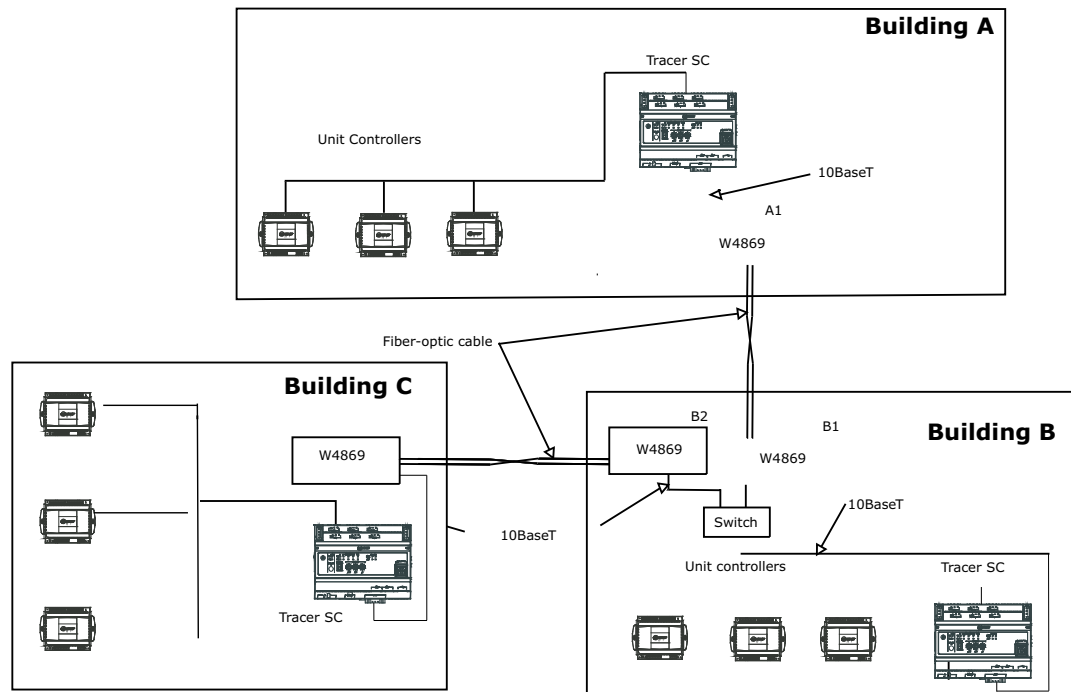 Building A
Tracer SC
Unit Controllers
10BaseT
A1
W4869
Fiber-optic cable
Building C
W4869
10BaseT
Tracer SC
B2
B1
Building B
W4869
W4869
10BaseT
Switch
Unit controllers
Tracer SC